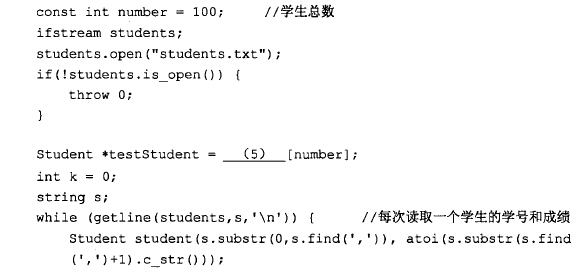 const int number = 100;      //学生总数
ifstream students;
students.open("students.txt");
if(!students.is_open()) {
    throw 0;
}
Student *testStudent = (5) [number];
int k = 0;
string s;
while (getline(students,s,'\n')) {      //每次读取一个学生的学号和成绩
    Student student(s.substr(0,s.find(',')), atoi(s.substr(s.find
    (',')+1).c_str()));